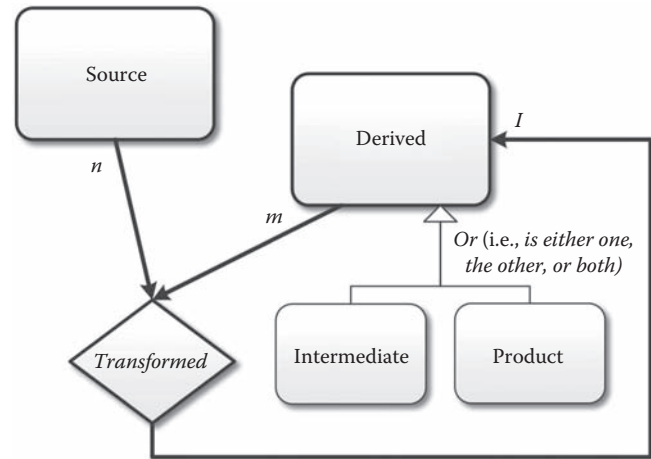 Source
Derived
I
n
m
Or (i.e., is either one,
the other, or both)
Transformed
Intermediate
Product